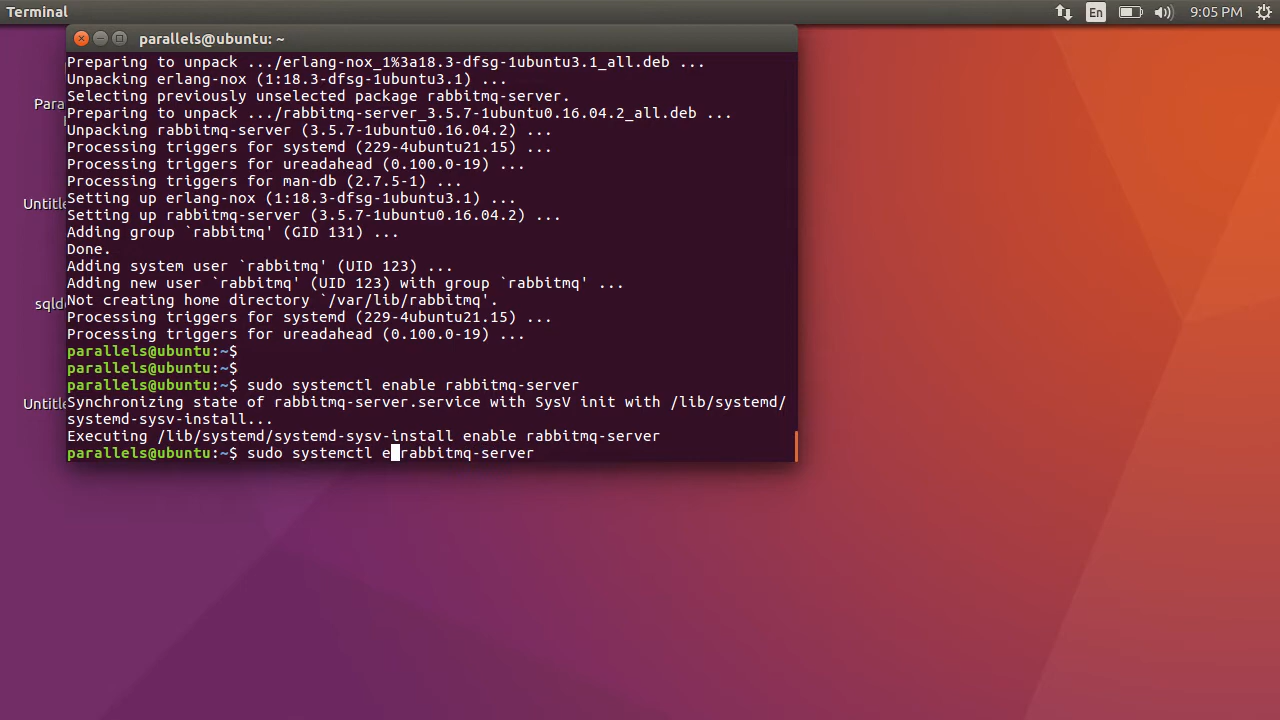 Terminal
En
9:05 PM
parallels@ubuntu: ~
Para
Untitle
sqld
Untitle
Preparing to unpack .../erlang-nox_1%3a18.3-dfsg-1ubuntu3.1_all.deb ...
Unpacking erlang-nox (1:18.3-dfsg-1ubuntu3.1) ...
Selecting previously unselected package rabbitmq-server.
Preparing to unpack .../rabbitmq-server_3.5.7-1ubuntu0.16.04.2_all.deb ...
Unpacking rabbitmq-server (3.5.7-1ubuntu0.16.04.2) ...
Processing triggers for systemd (229-4ubuntu21.15) ...
Processing triggers for ureadahead (0.100.0-19) ...
Processing triggers for man-db (2.7.5-1) ...
Setting up erlang-nox (1:18.3-dfsg-1ubuntu3.1) ...
Setting up rabbitmq-server (3.5.7-1ubuntu0.16.04.2) ...
Adding group `rabbitmq' (GID 131) ...
Done.
Adding system user `rabbitmq' (UID 123) ...
Adding new user `rabbitmq' (UID 123) with group `rabbitmq' ...
Not creating home directory `/var/lib/rabbitmq'.
Processing triggers for systemd (229-4ubuntu21.15) ...
Processing triggers for ureadahead (0.100.0-19) ...
parallels@ubuntu:~$
parallels@ubuntu:~$
parallels@ubuntu:~$ sudo systemctl enable rabbitmq-server
Synchronizing state of rabbitmq-server.service with SysV init with /lib/systemd/
systemd-sysv-install...
Executing /lib/systemd/systemd-sysv-install enable rabbitmq-server
parallels@ubuntu:~$ sudo systemctl e rabbitmq-server